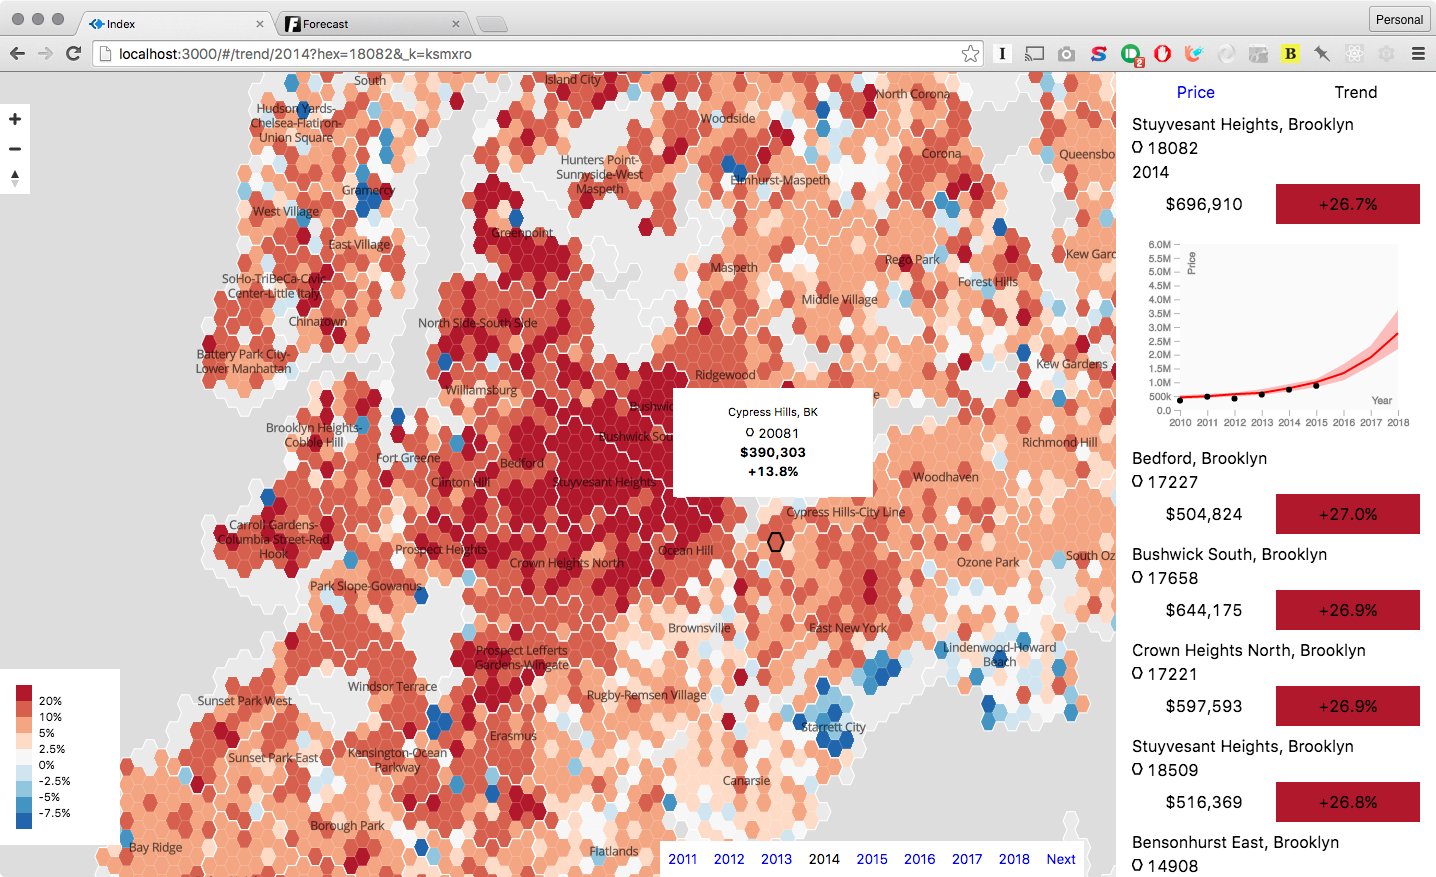 Index
Forecast
Personal
localhost:3000/#/trend/2014?hex=18082&_k=ksmxro
2
B
South
Island City
North Corona
Hudson Yards-
Chelsea-Flatiron-
Union Square
Woodside
Hunters Point-
Sunnyside-West
Maspeth
Corona
Elmhurst-Maspeth
Gramercy
West Village
Greenpoint
East Village
Rego Park
Kew Gard
Maspeth
SoHo-TriBeCa-Civic
Center-Little Italy
Forest Hills
Middle Village
Chinatown
North Side-South Side
Battery Park City-
Lower Manhattan
Kew Gardens
Ridgewood
Williamsburg
Brooklyn Heights-
Cobble Hill
Bushwic
Bushwick Sou
Richmond Hill
Fort Greene
Bedford
Clinton Hill
Stuyvesant Heights
Woodhaven
Cypress Hills-City Line
Carroll Gardens-
Columbia Street-Red
Hook
Prospect Heights
Ocean Hill
Crown Heights North
Ozone Park
South Oz
Park Slope-Gowanus
Brownsville
East New York
Prospect Lefferts
Gardens-Wingate
Lindenwood-Howard
Beach
Windsor Terrace
Rugby-Remsen Village
Sunset Park West
Starrett City
Erasmus
Sunset Park East
Kensington-Ocean
Parkway
Canarsie
Borough Park
Bay Ridge
Flatlands
Cypress Hills, BK
20081
$390,303
+13.8%
20%
10%
5%
2.5%
0%
-2.5%
-5%
-7.5%
2011 2012 2013 2014 2015 2016 2017 2018 Next
Price Trend
Stuyvesant Heights, Brooklyn
18082
2014
$696,910 +26.7%
6.0M
5.5M
5.0M
4.5M
4.0M
3.5M
3.0M
2.5M
2.0M
1.5M
1.0M
500k
0.0
Price
Year
2010 2011 2012 2013 2014 2015 2016 2017 2018
Bedford, Brooklyn
17227
$504,824 +27.0%
Bushwick South, Brooklyn
17658
$644,175 +26.9%
Crown Heights North, Brooklyn
17221
$597,593 +26.9%
Stuyvesant Heights, Brooklyn
18509
$516,369 +26.8%
Bensonhurst East, Brooklyn
14908